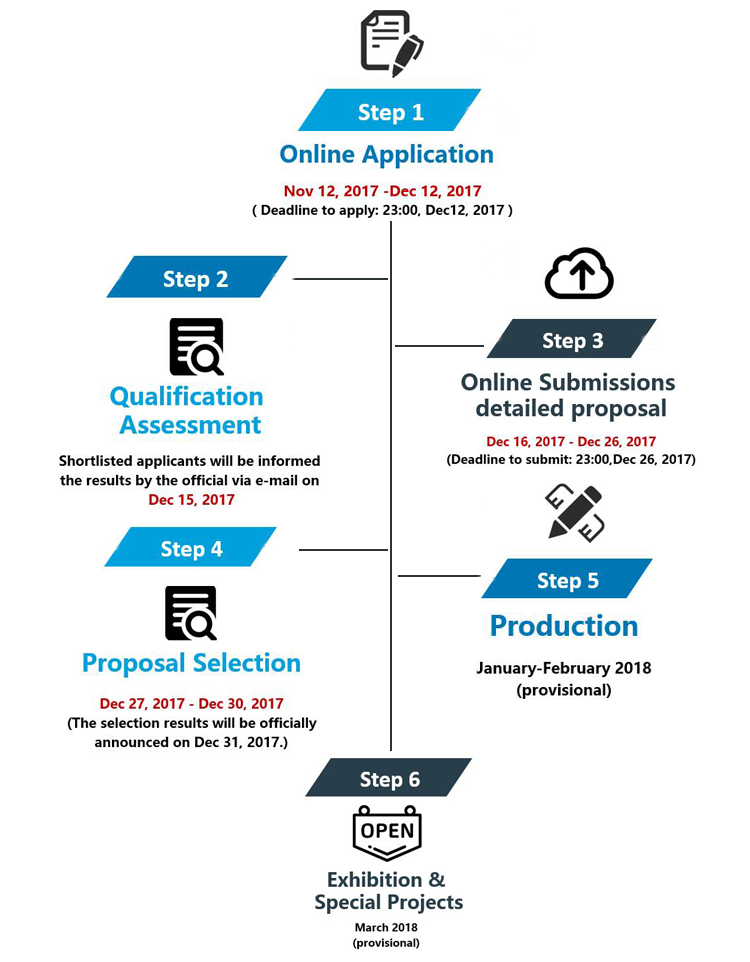 Step 1
Online Application
Nov 12, 2017 -Dec 12, 2017
( Deadline to apply: 23:00, Dec12, 2017 )
Step 2
Qualification
Assessment
Shortlisted applicants will be informed
the results by the official via e-mail on
Dec 15, 2017
Step 3
Online Submissions
detailed proposal
Dec 16, 2017 - Dec 26, 2017
(Deadline to submit: 23:00,Dec 26, 2017)
Step 4
Proposal Selection
Dec 27, 2017 - Dec 30, 2017
(The selection results will be officially
announced on Dec 31, 2017.)
Step 5
Production
January-February 2018
(provisional)
Step 6
OPEN
Exhibition &
Special Projects
March 2018
(provisional)